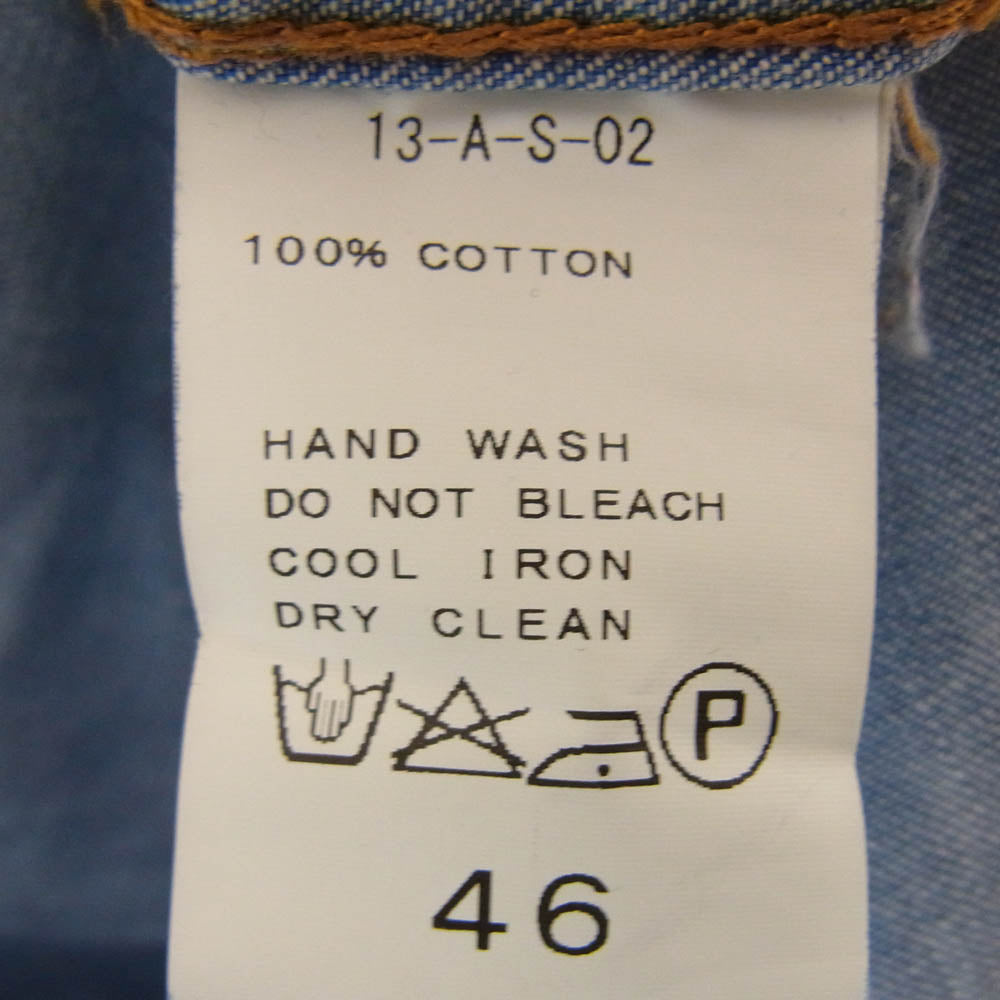 13-A-S-02
100% COTTON
HAND WASH
DO NOT BLEACH
COOL IRON
DRY CLEAN
P
46